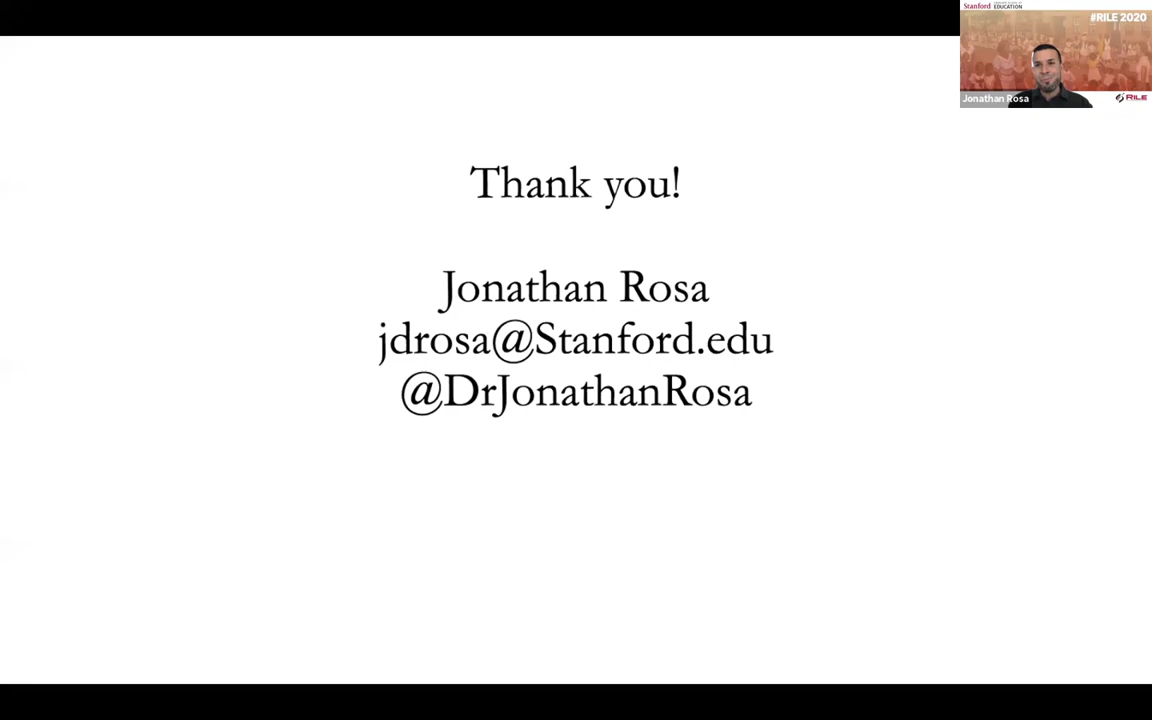 Stanford
EDUCATION
#RILE 2020
Jonathan Rosa
RILE
Thank you!
Jonathan Rosa
jdrosa@Stanford.edu
@DrJonathanRosa